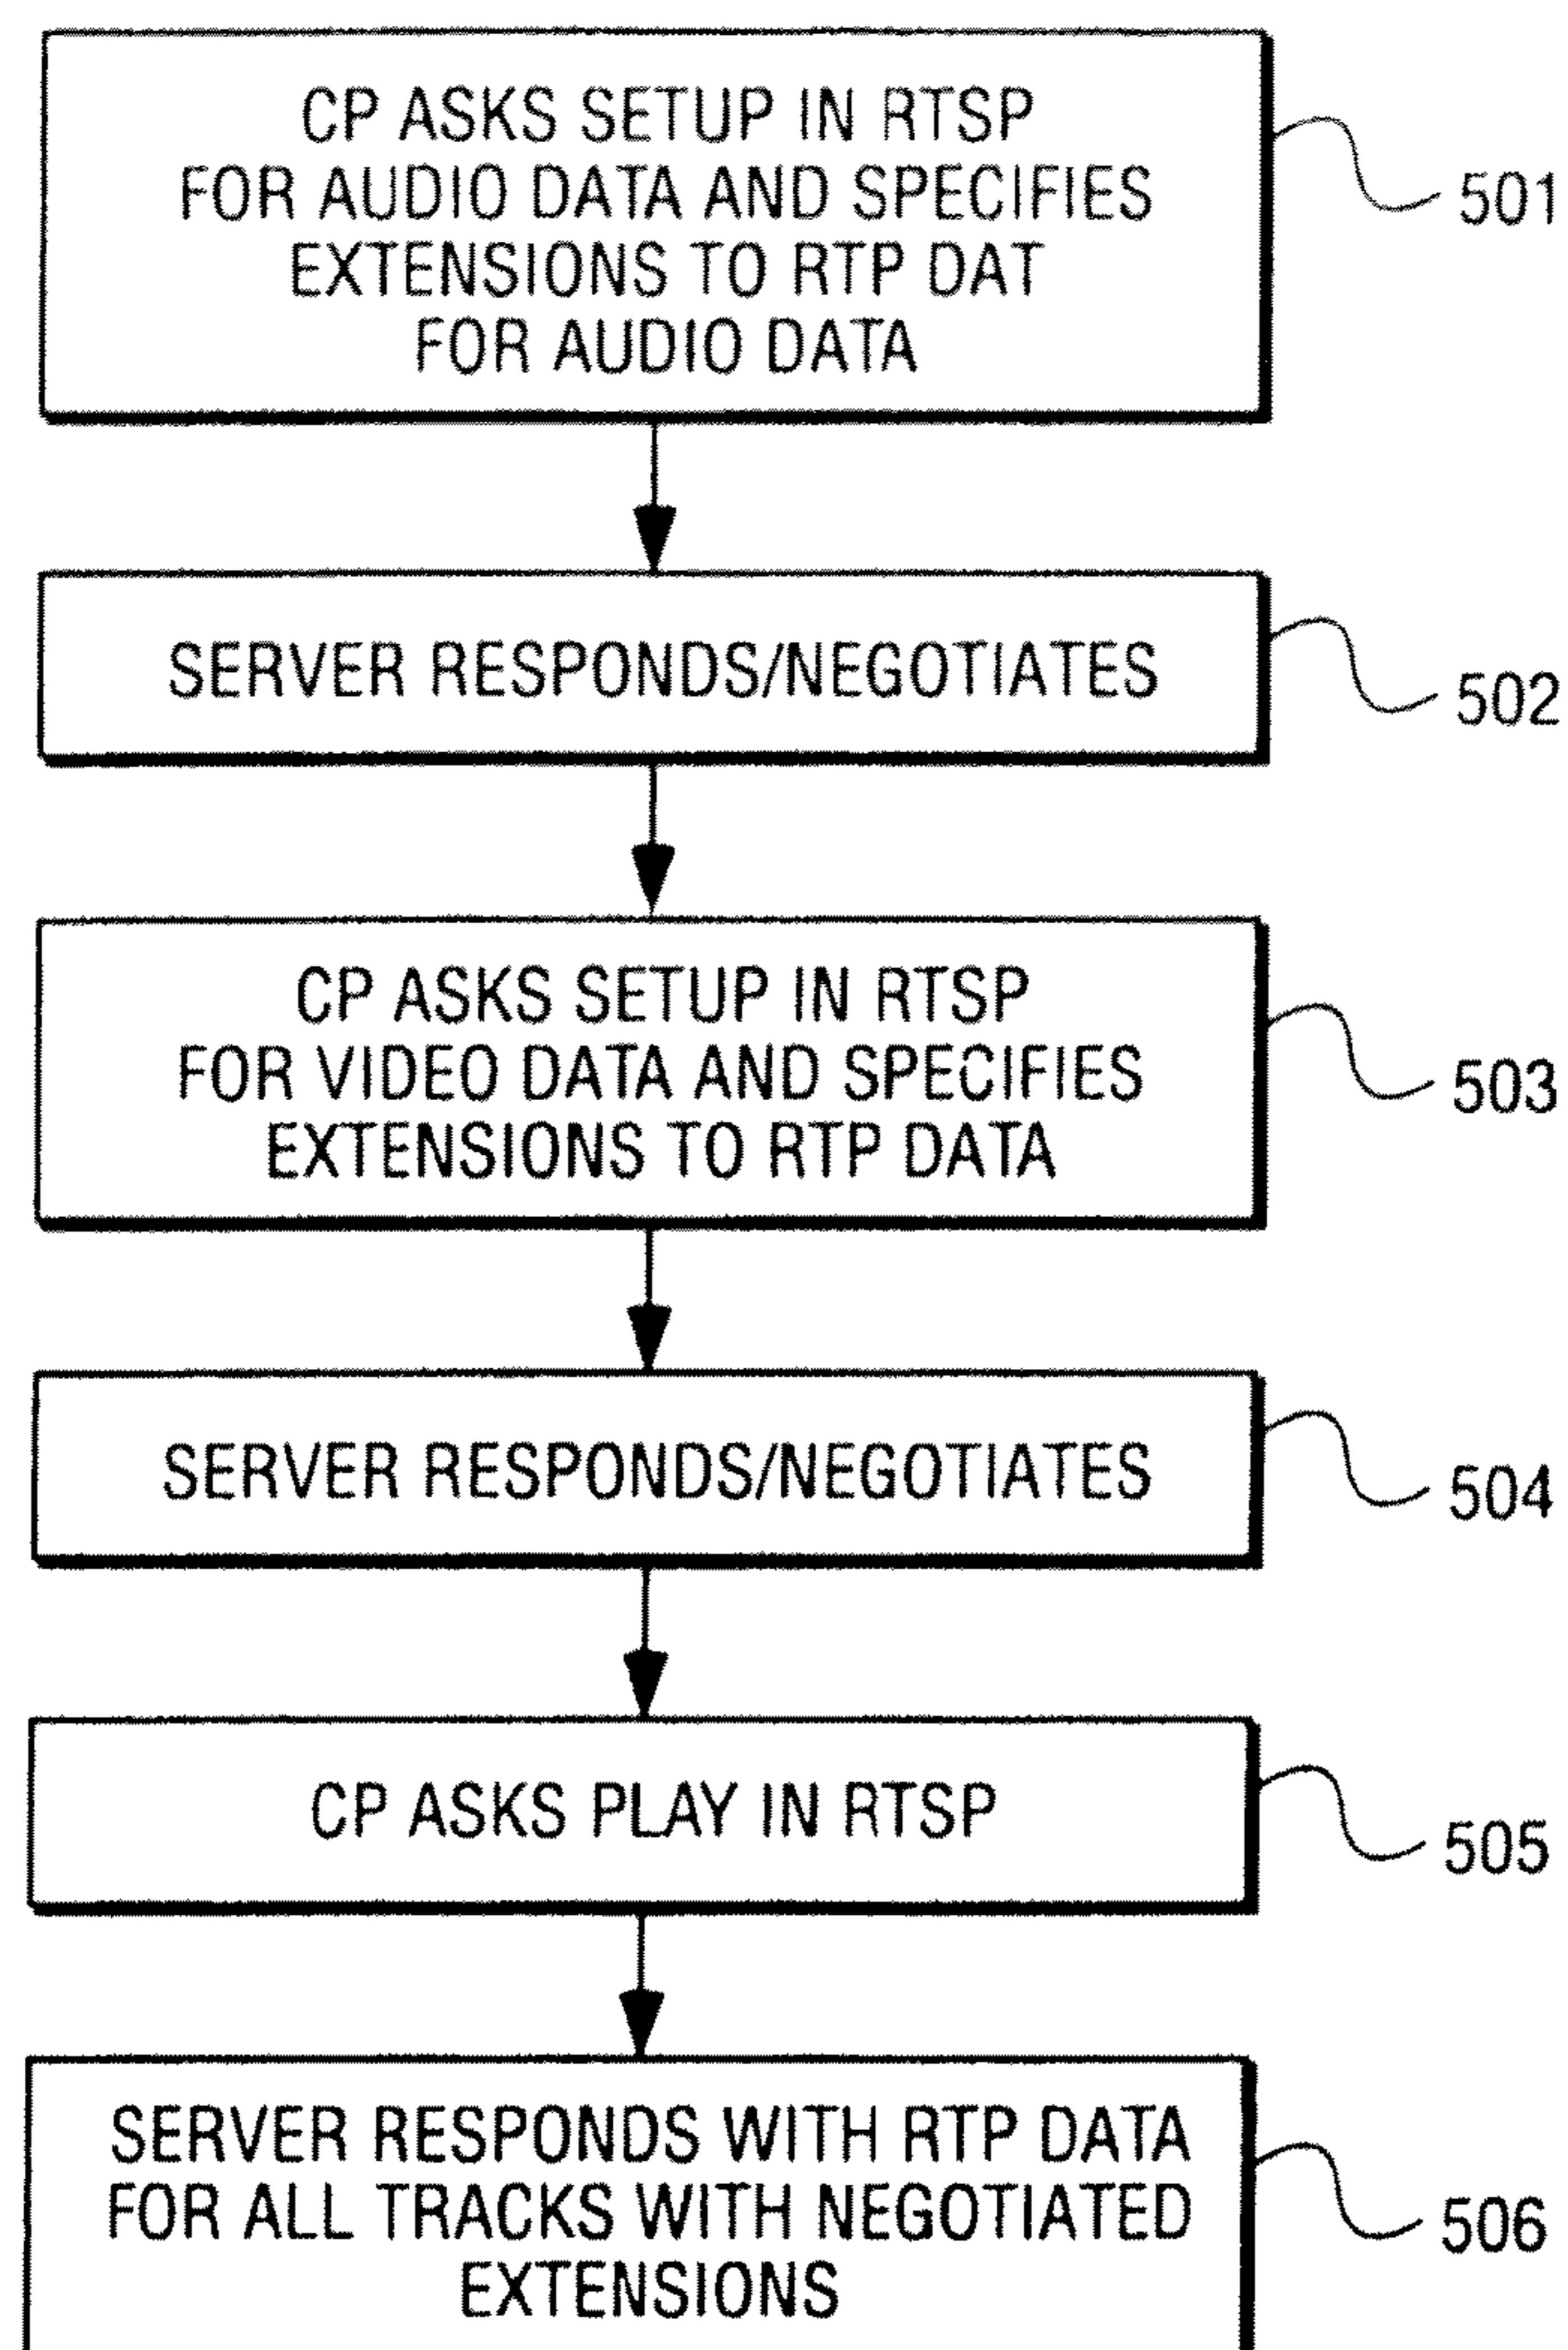 CP ASKS SETUP IN RTSP
FOR AUDIO DATA AND SPECIFIES
EXTENSIONS TO RTP DAT
FOR AUDIO DATA
501
SERVER RESPONDS/NEGOTIATES
502
CP ASKS SETUP IN RTSP
FOR VIDEO DATA AND SPECIFIES
EXTENSIONS TO RTP DATA
503
SERVER RESPONDS/NEGOTIATES
504
CP ASKS PLAY IN RTSP
505
SERVER RESPONDS WITH RTP DATA
FOR ALL TRACKS WITH NEGOTIATED
EXTENSIONS
506